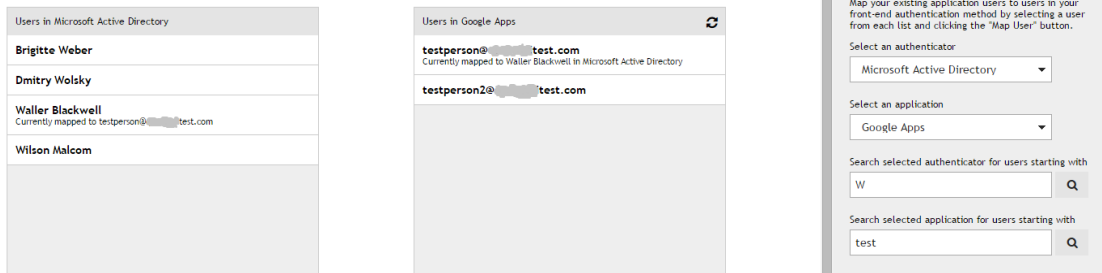 Users in Microsoft Active Directory
Brigitte Weber
Dmitry Wolsky
Waller Blackwell
Currently mapped to testperson@ test.com
Wilson Malcom
Users in Google Apps
testperson@ test.com
Currently mapped to Waller Blackwell in Microsoft Active Directory
testperson2@ test.com
Map your existing application users to users in your
front-end authentication method by selecting a user
from each list and clicking the "Map User" button.
Select an authenticator
Microsoft Active Directory
Select an application
Google Apps
Search selected authenticator for users starting with
W
Search selected application for users starting with
test